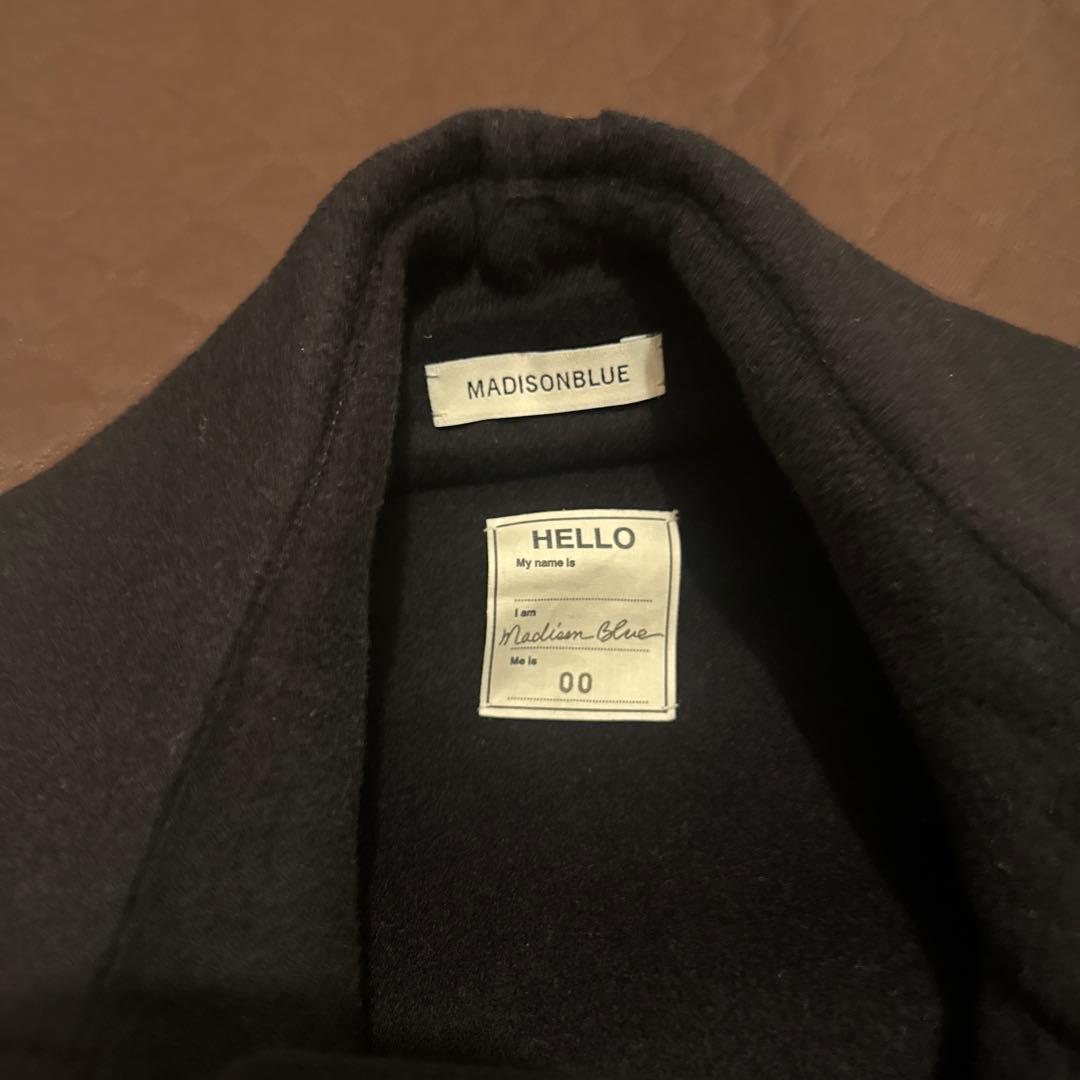 MADISONBLUE
HELLO
My name is
I am
Madison Blue
Me is
00